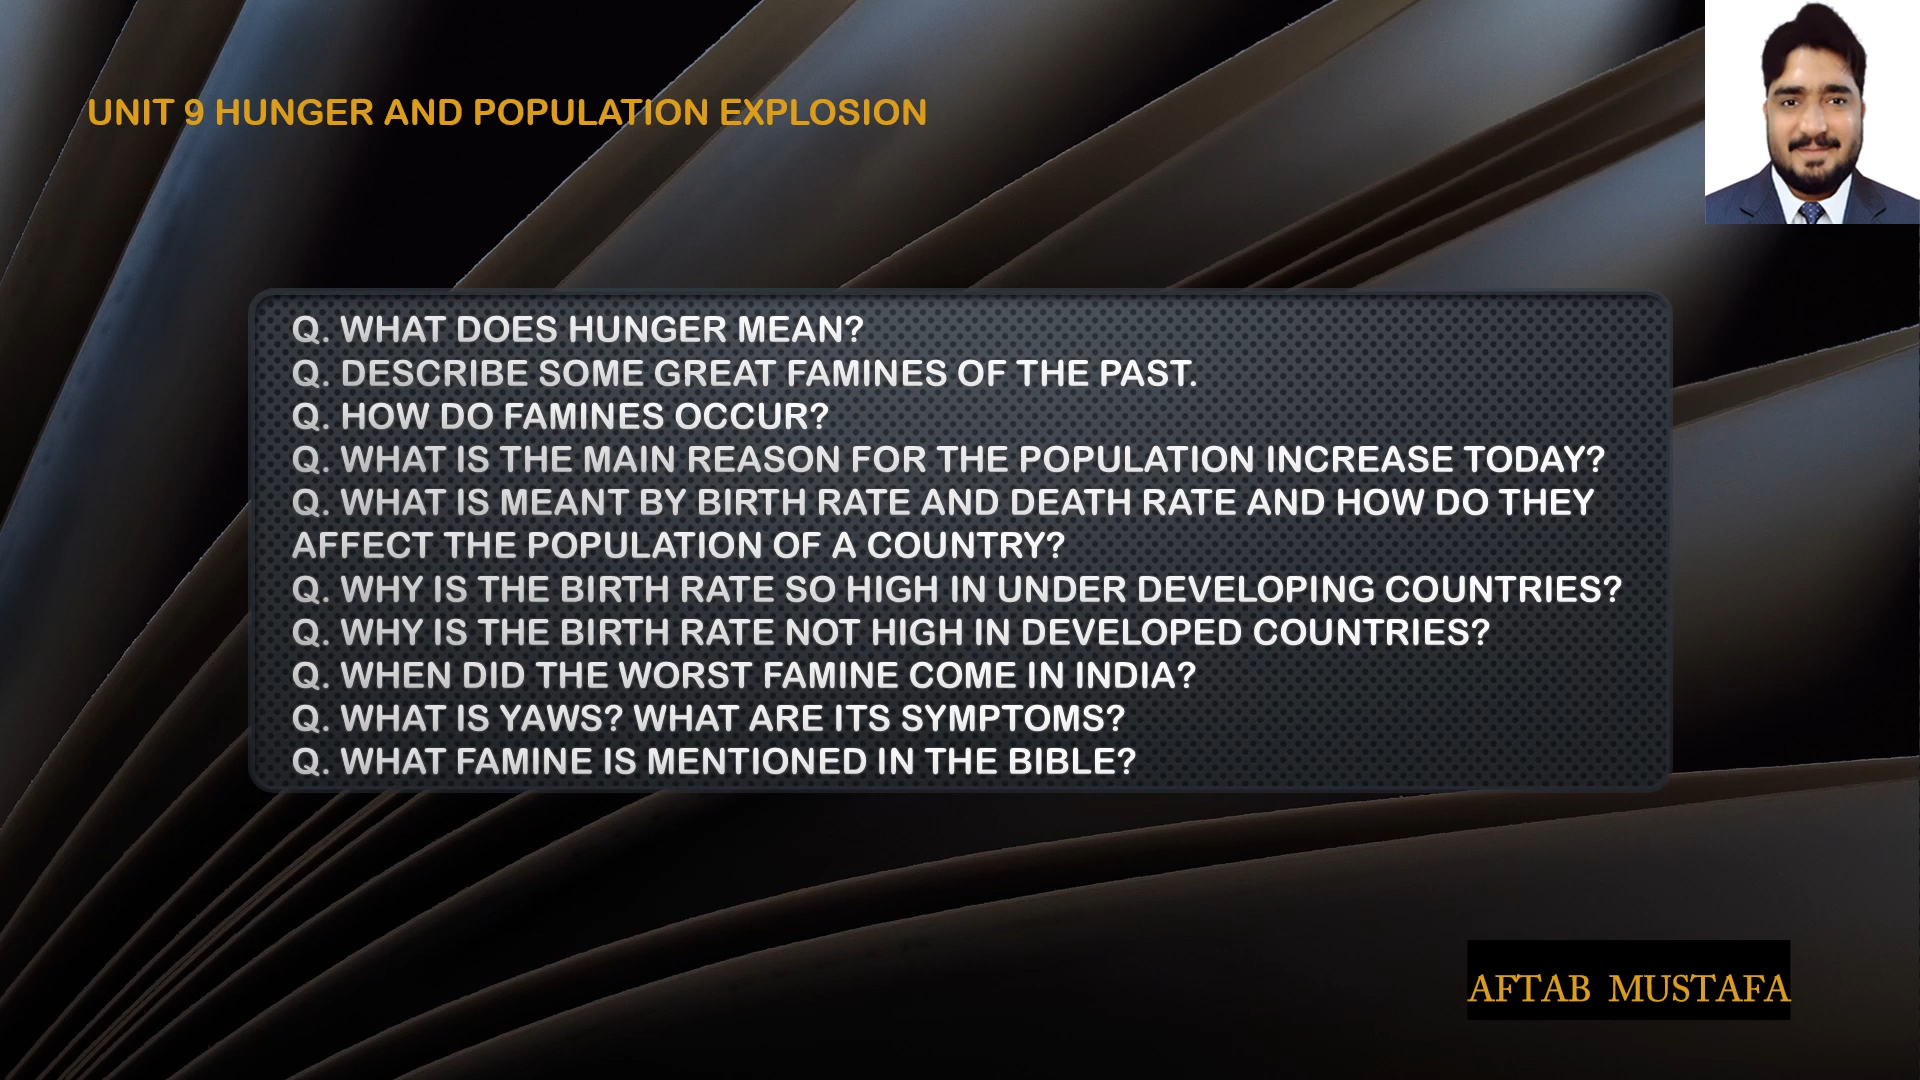 UNIT 9 HUNGER AND POPULATION EXPLOSION
Q. WHAT DOES HUNGER MEAN?
Q. DESCRIBE SOME GREAT FAMINES OF THE PAST.
Q. HOW DO FAMINES OCCUR?
Q. WHAT IS THE MAIN REASON FOR THE POPULATION INCREASE TODAY?
Q. WHAT IS MEANT BY BIRTH RATE AND DEATH RATE AND HOW DO THEY
AFFECT THE POPULATION OF A COUNTRY?
Q. WHY IS THE BIRTH RATE SO HIGH IN UNDER DEVELOPING COUNTRIES?
Q. WHY IS THE BIRTH RATE NOT HIGH IN DEVELOPED COUNTRIES?
Q. WHEN DID THE WORST FAMINE COME IN INDIA?
Q. WHAT IS YAWS? WHAT ARE ITS SYMPTOMS?
Q. WHAT FAMINE IS MENTIONED IN THE BIBLE?
AFTAB MUSTAFA